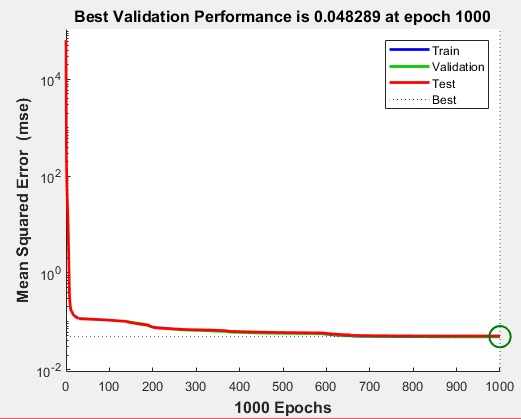 Best Validation Performance is 0.048289 at epoch 1000
Train
Validation
Test
Best
Mean Squared Error (mse)
10^4
10^2
10^0
10^-2
0 100 200 300 400 500 600 700 800 900 1000
1000 Epochs